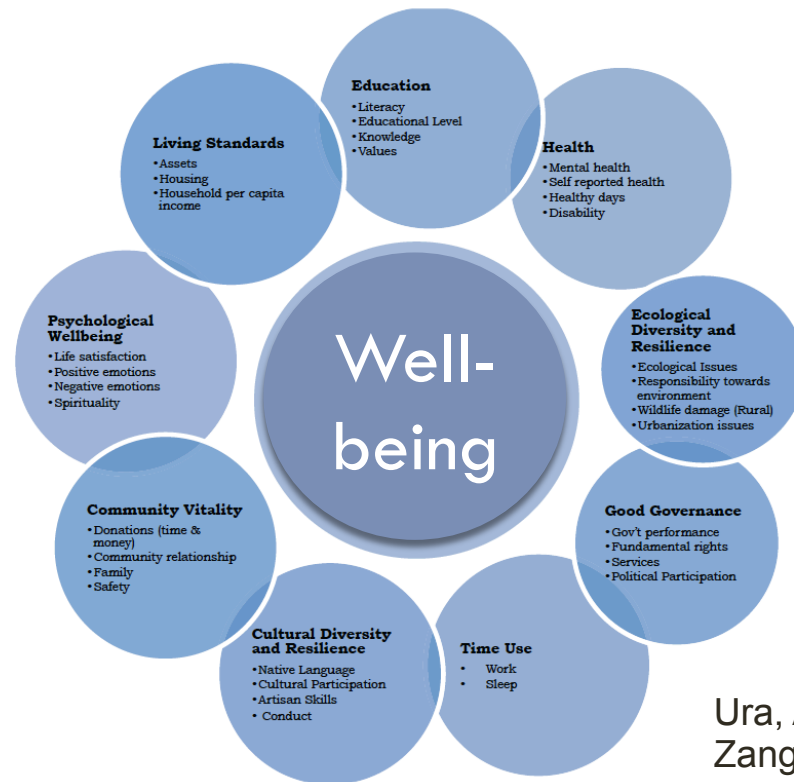 Education
•Literacy
•Educational Level
•Knowledge
•Values
Health
•Mental health
•Self reported health
•Healthy days
•Disability
Ecological
Diversity and
Resilience
•Ecological Issues
•Responsibility towards
environment
•Wildlife damage (Rural)
•Urbanization issues
Good Governance
•Gov't performance
•Fundamental rights
•Services
•Political Participation
Time Use
• Work
• Sleep
Cultural Diversity
and Resilience
•Native Language
•Cultural Participation
•Artisan Skills
• Conduct
Community Vitality
•Donations (time &
money)
•Community relationship
•Family
•Safety
Psychological
Wellbeing
•Life satisfaction
•Positive emotions
•Negative emotions
•Spirituality
Living Standards
•Assets
•Housing
•Household per capita
income
Well-
being
Ura,
Zang